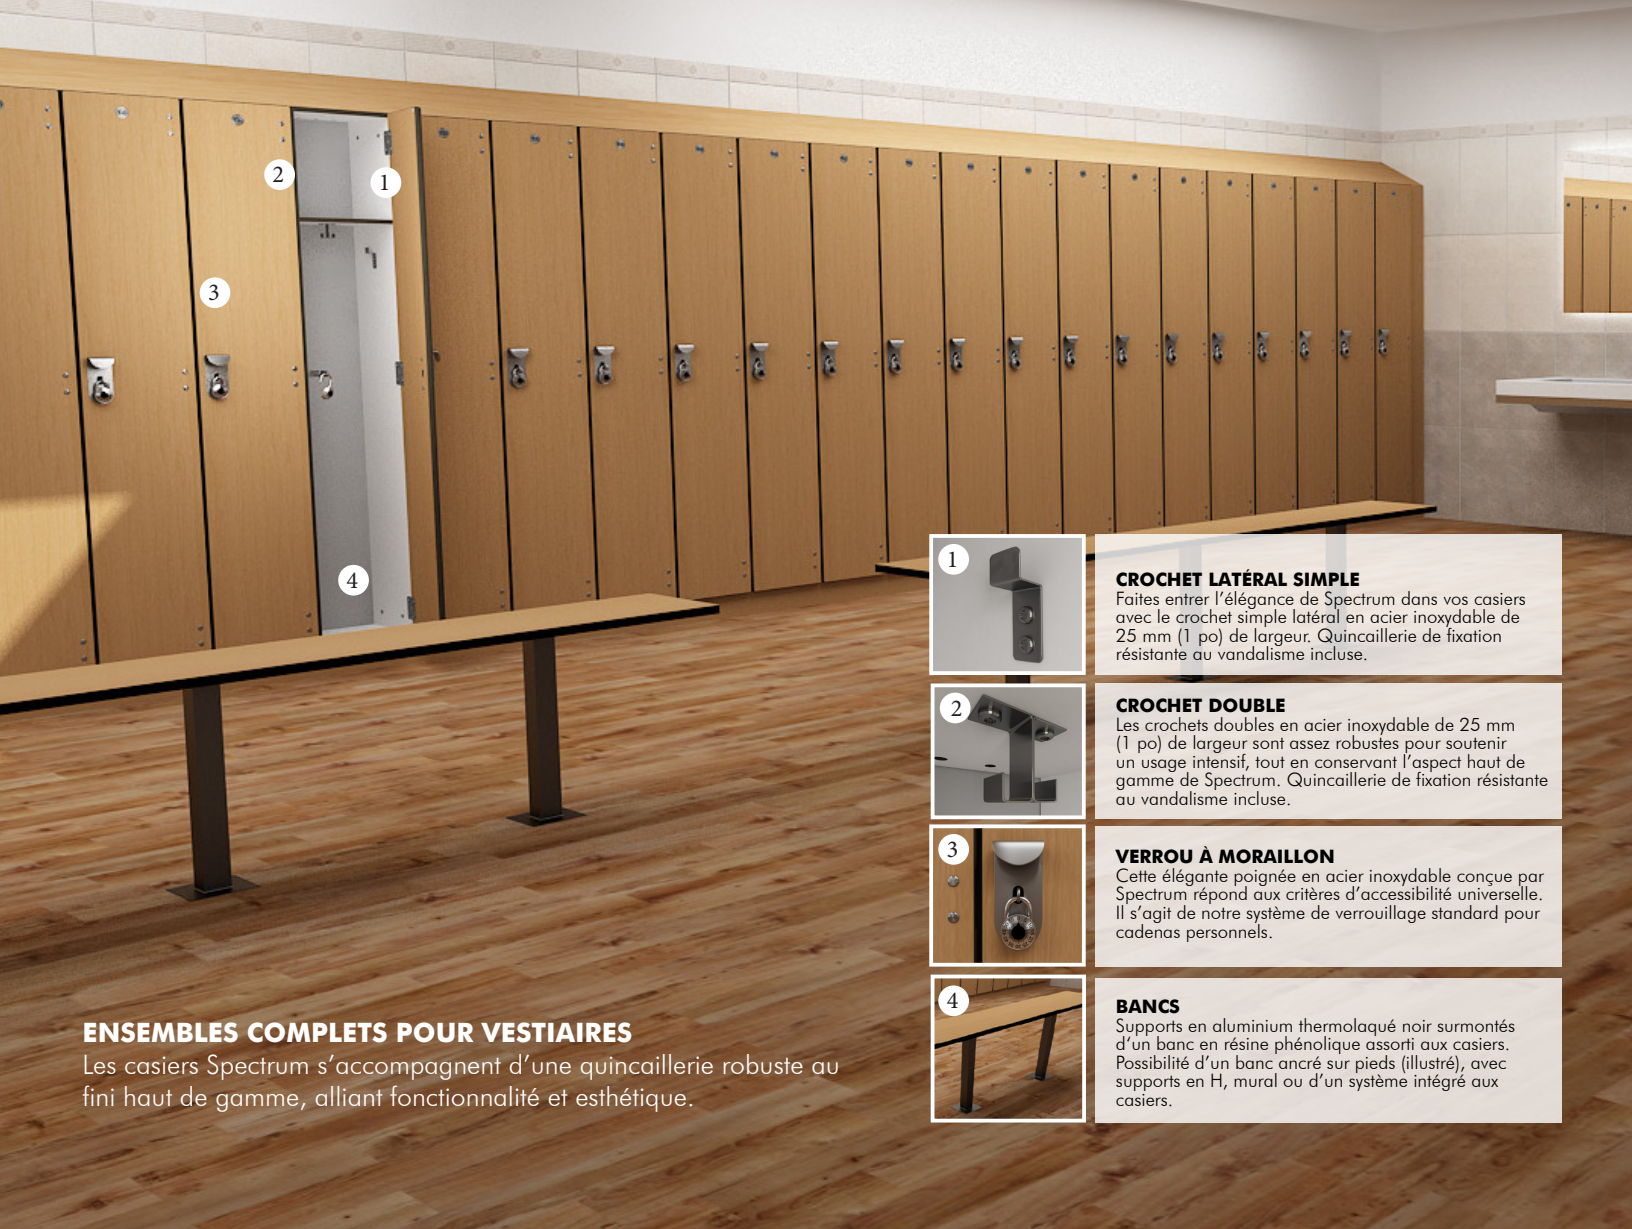 2
1
3
4
1
CROCHET LATÉRAL SIMPLE
Faites entrer l’élégance de Spectrum dans vos casiers
avec le crochet simple latéral en acier inoxydable de
25 mm (1 po) de largeur. Quincaillerie de fixation
résistante au vandalisme incluse.
2
CROCHET DOUBLE
Les crochets doubles en acier inoxydable de 25 mm
(1 po) de largeur sont assez robustes pour soutenir
un usage intensif, tout en conservant l’aspect haut de
gamme de Spectrum. Quincaillerie de fixation résistante
au vandalisme incluse.
3
VERROU À MORAILLON
Cette élégante poignée en acier inoxydable conçue par
Spectrum répond aux critères d’accessibilité universelle.
Il s’agit de notre système de verrouillage standard pour
cadenas personnels.
4
BANCS
Supports en aluminium thermolaqué noir surmontés
d‘un banc en résine phénolique assorti aux casiers.
Possibilité d’un banc ancré sur pieds (illustré), avec
supports en H, mural ou d’un système intégré aux
casiers.
ENSEMBLES COMPLETS POUR VESTIAIRES
Les casiers Spectrum s’accompagnent d’une quincaillerie robuste au
fini haut de gamme, alliant fonctionnalité et esthétique.